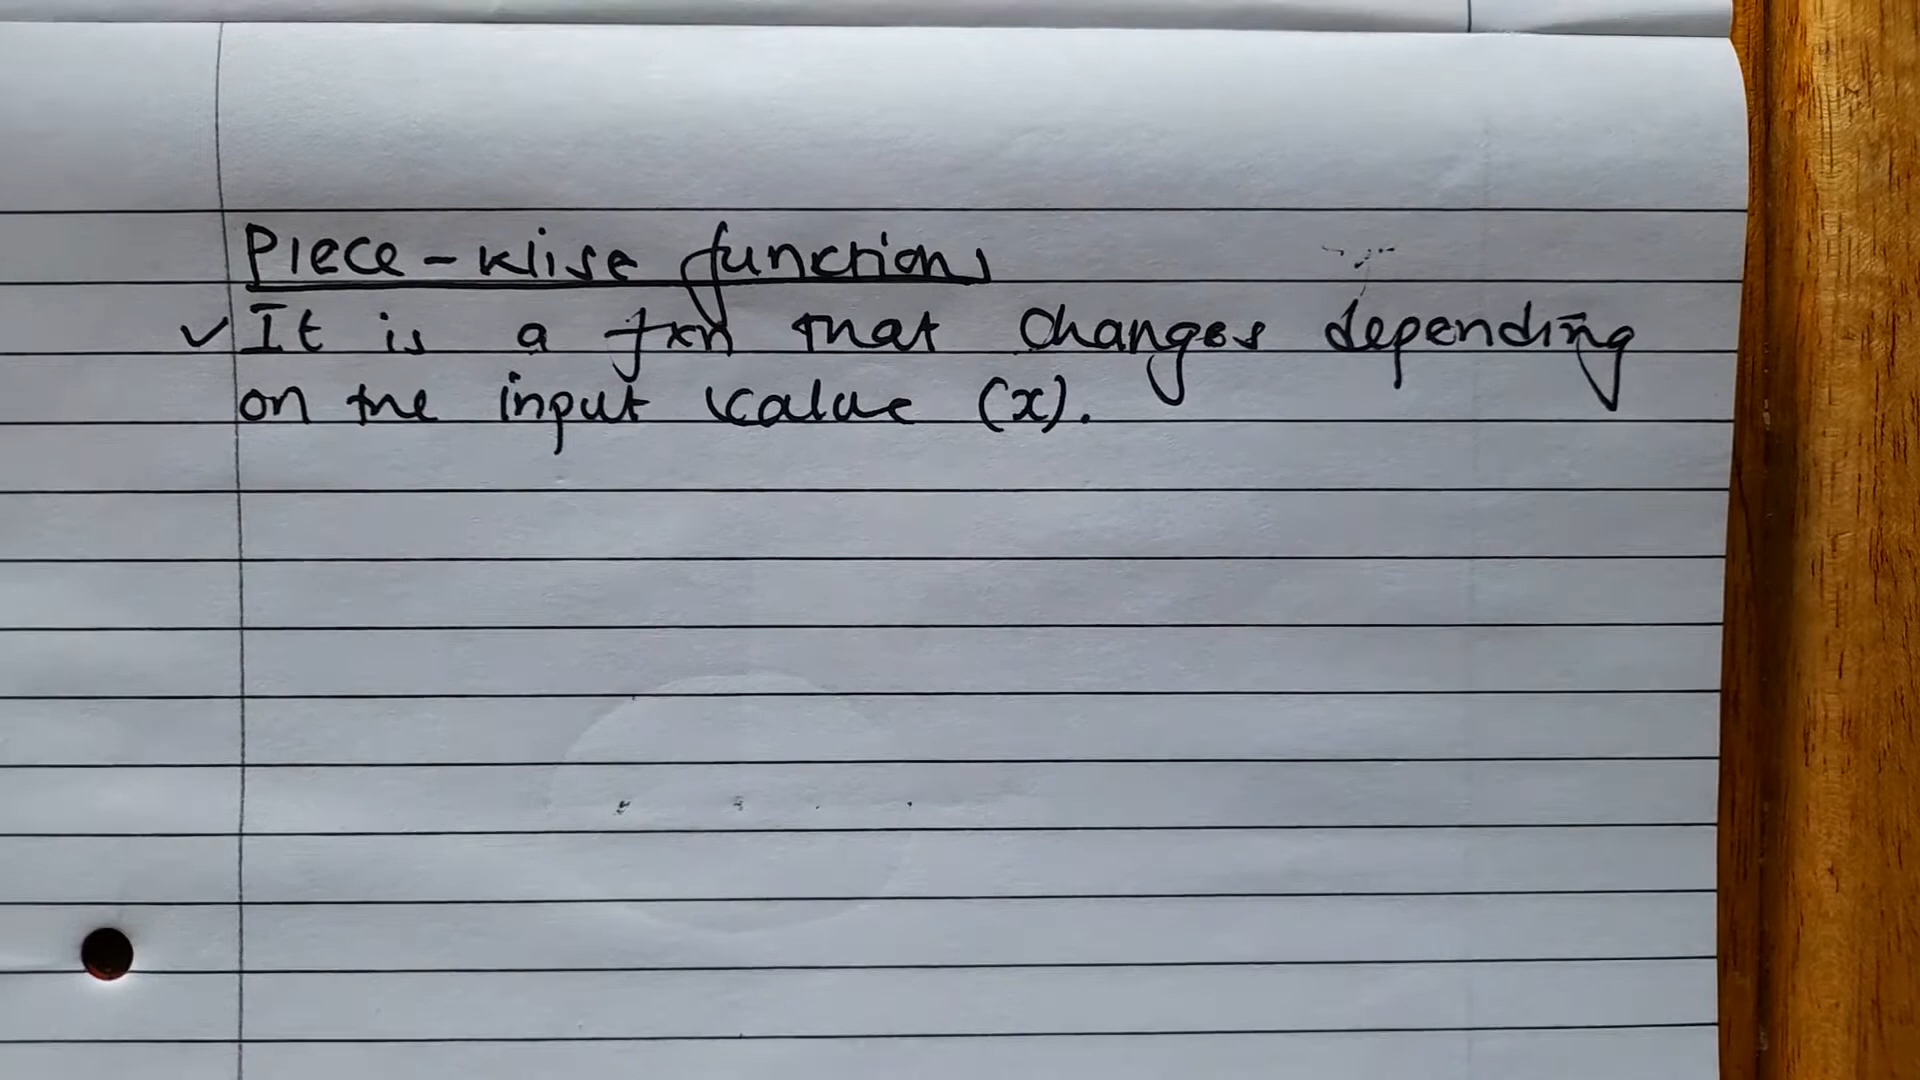 Piece-wise functions
✓ It is a fxn that changes depending
on the input value (x).